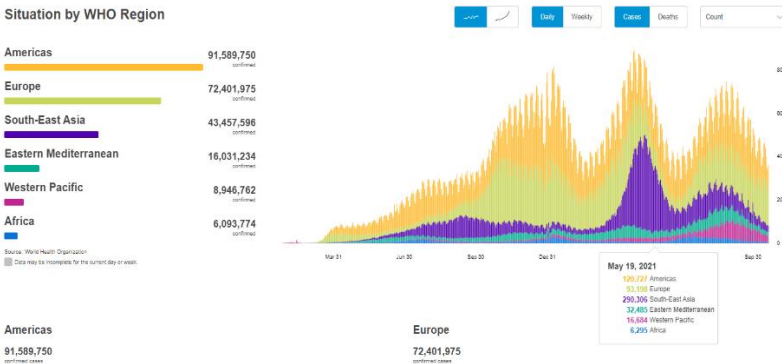 Situation by WHO Region
Daily
Weekly
Cases
Deaths
Count
Americas
91,589,750
confirmed
Europe
72,401,975
confirmed
South-East Asia
43,457,596
confirmed
Eastern Mediterranean
16,031,234
confirmed
Western Pacific
8,946,762
confirmed
Africa
6,093,774
confirmed
Source: World Health Organization
Data may be incomplete for the current day or week.
Mar 31
Jun 30
Sep 30
Dec 31
Sep 30
0
May 19, 2021
120,727 Americas
93,198 Europe
290,306 South-East Asia
32,485 Eastern Mediterranean
16,684 Western Pacific
6,295 Africa
Americas
91,589,750
confirmed cases
Europe
72,401,975
confirmed cases